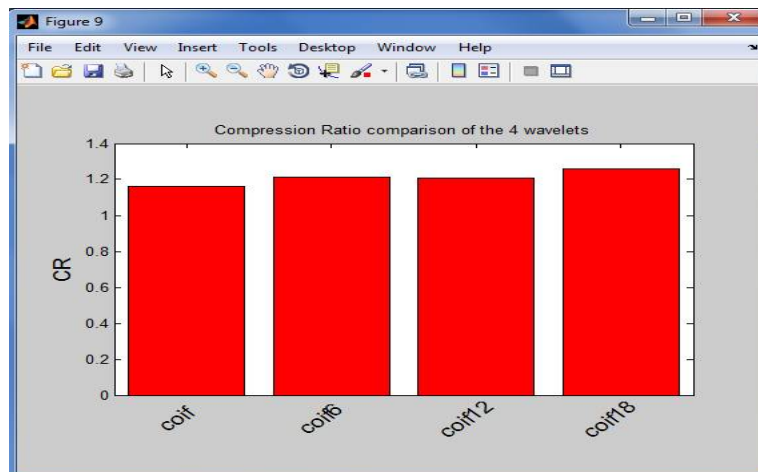 Figure 9
File Edit View Insert Tools Desktop Window Help
Compression Ratio comparison of the 4 wavelets
1.4
1.2
1
0.8
0.6
0.4
0.2
0
CR
coif coif6 coif12 coif18